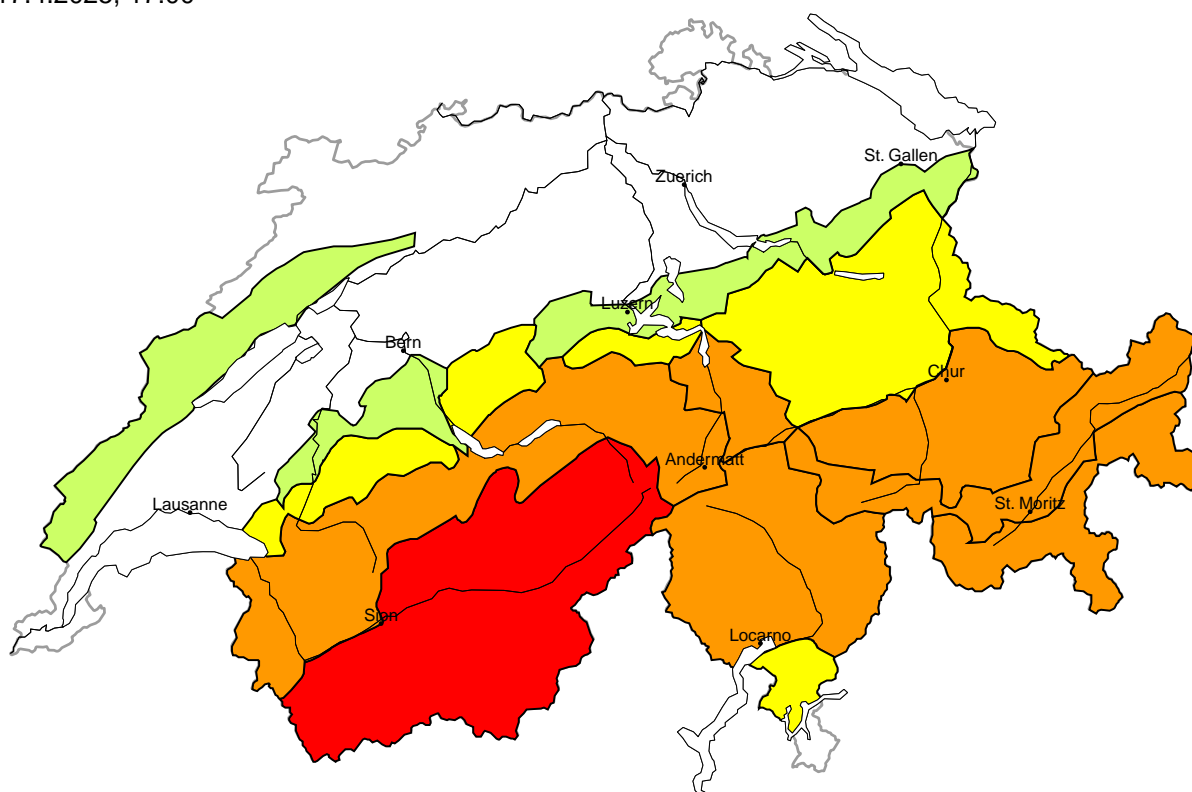 St. Gallen
Zuerich
Luzern
Bern
Chur
Andermatt
Lausanne
St. Moritz
Sion
Locarno